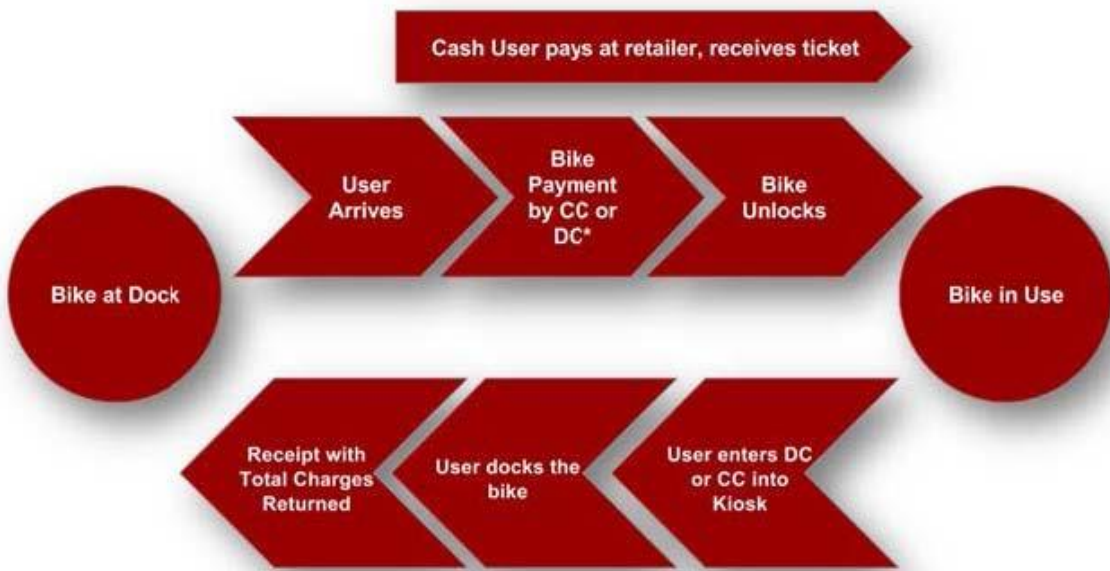 Cash User pays at retailer, receives ticket
User
Arrives
Bike
Payment
by CC or
DC*
Bike
Unlocks
Bike at Dock
Bike in Use
Receipt with
Total Charges
Returned
User docks the
bike
User enters DC
or CC into
Kiosk